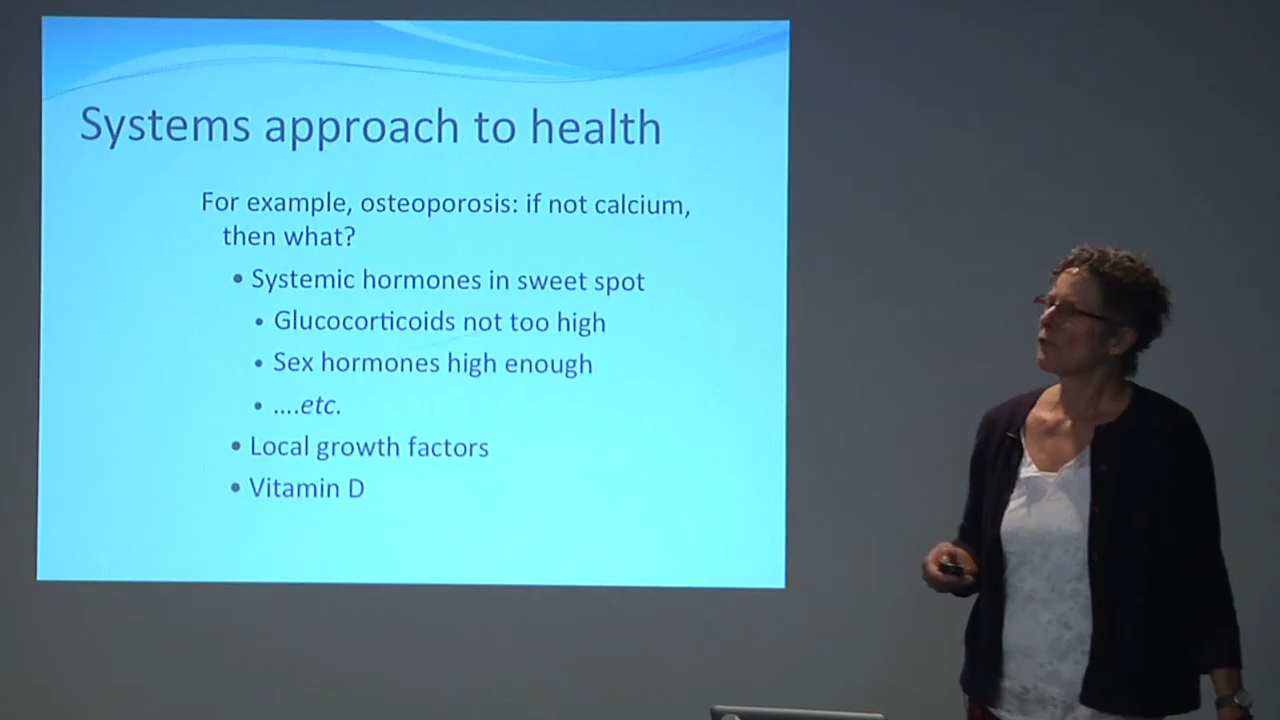 Systems approach to health
For example, osteoporosis: if not calcium,
then what?
• Systemic hormones in sweet spot
• Glucocorticoids not too high
• Sex hormones high enough
• ....etc.
• Local growth factors
• Vitamin D